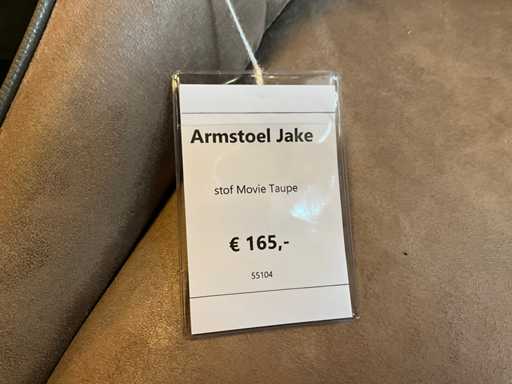 Armstoel Jake
stof Movie Taupe
€ 165,-
55104